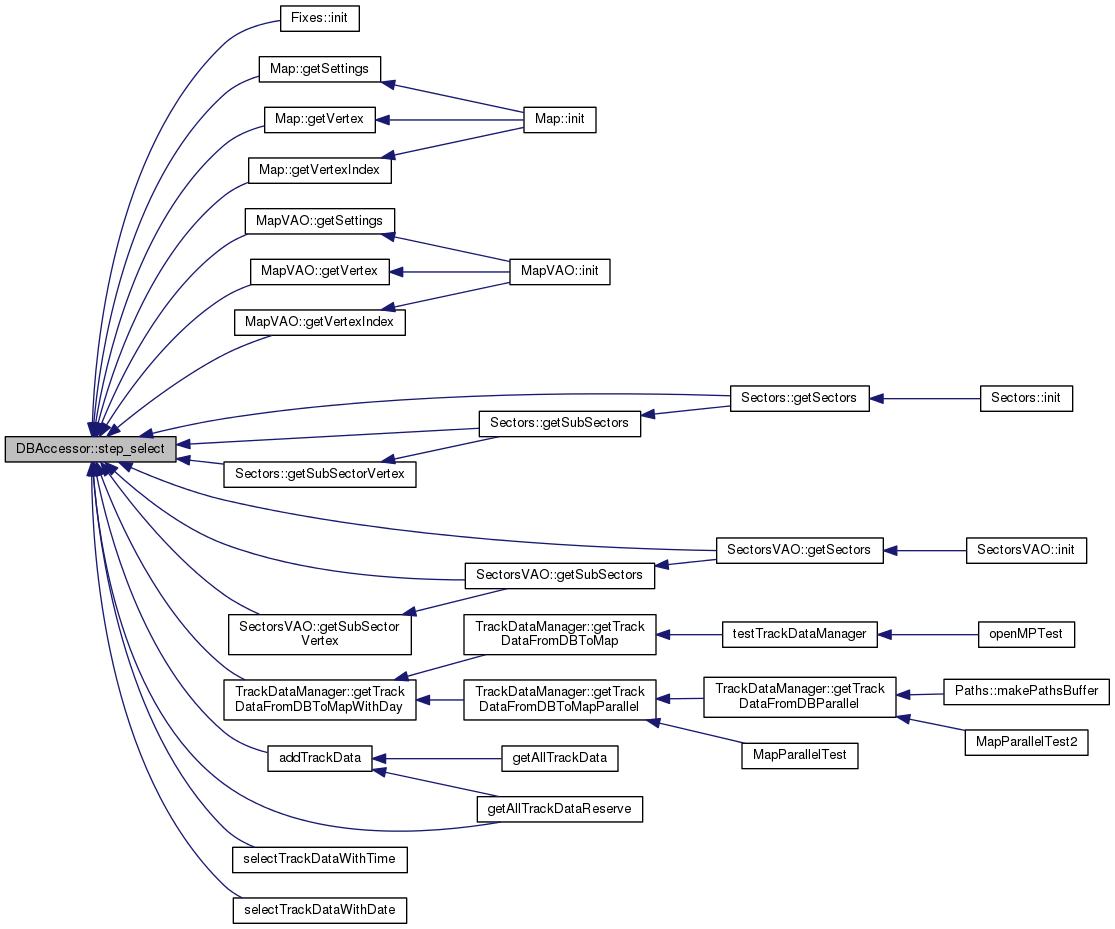 Fixes::init
Map::getSettings
Map::getVertex
Map::init
Map::getVertexIndex
MapVAO::getSettings
MapVAO::getVertex
MapVAO::init
MapVAO::getVertexIndex
Sectors::getSectors
Sectors::init
Sectors::getSubSectors
DBAccessor::step_select
Sectors::getSubSectorVertex
SectorsVAO::getSectors
SectorsVAO::init
SectorsVAO::getSubSectors
SectorsVAO::getSubSector
Vertex
TrackDataManager::getTrack
DataFromDBToMap
testTrackDataManager
openMPTest
TrackDataManager::getTrack
DataFromDBToMapWithDay
TrackDataManager::getTrack
DataFromDBToMapParallel
TrackDataManager::getTrack
DataFromDBParallel
Paths::makePathsBuffer
MapParallelTest2
MapParallelTest
addTrackData
getAllTrackData
getAllTrackDataReserve
selectTrackDataWithTime
selectTrackDataWithDate